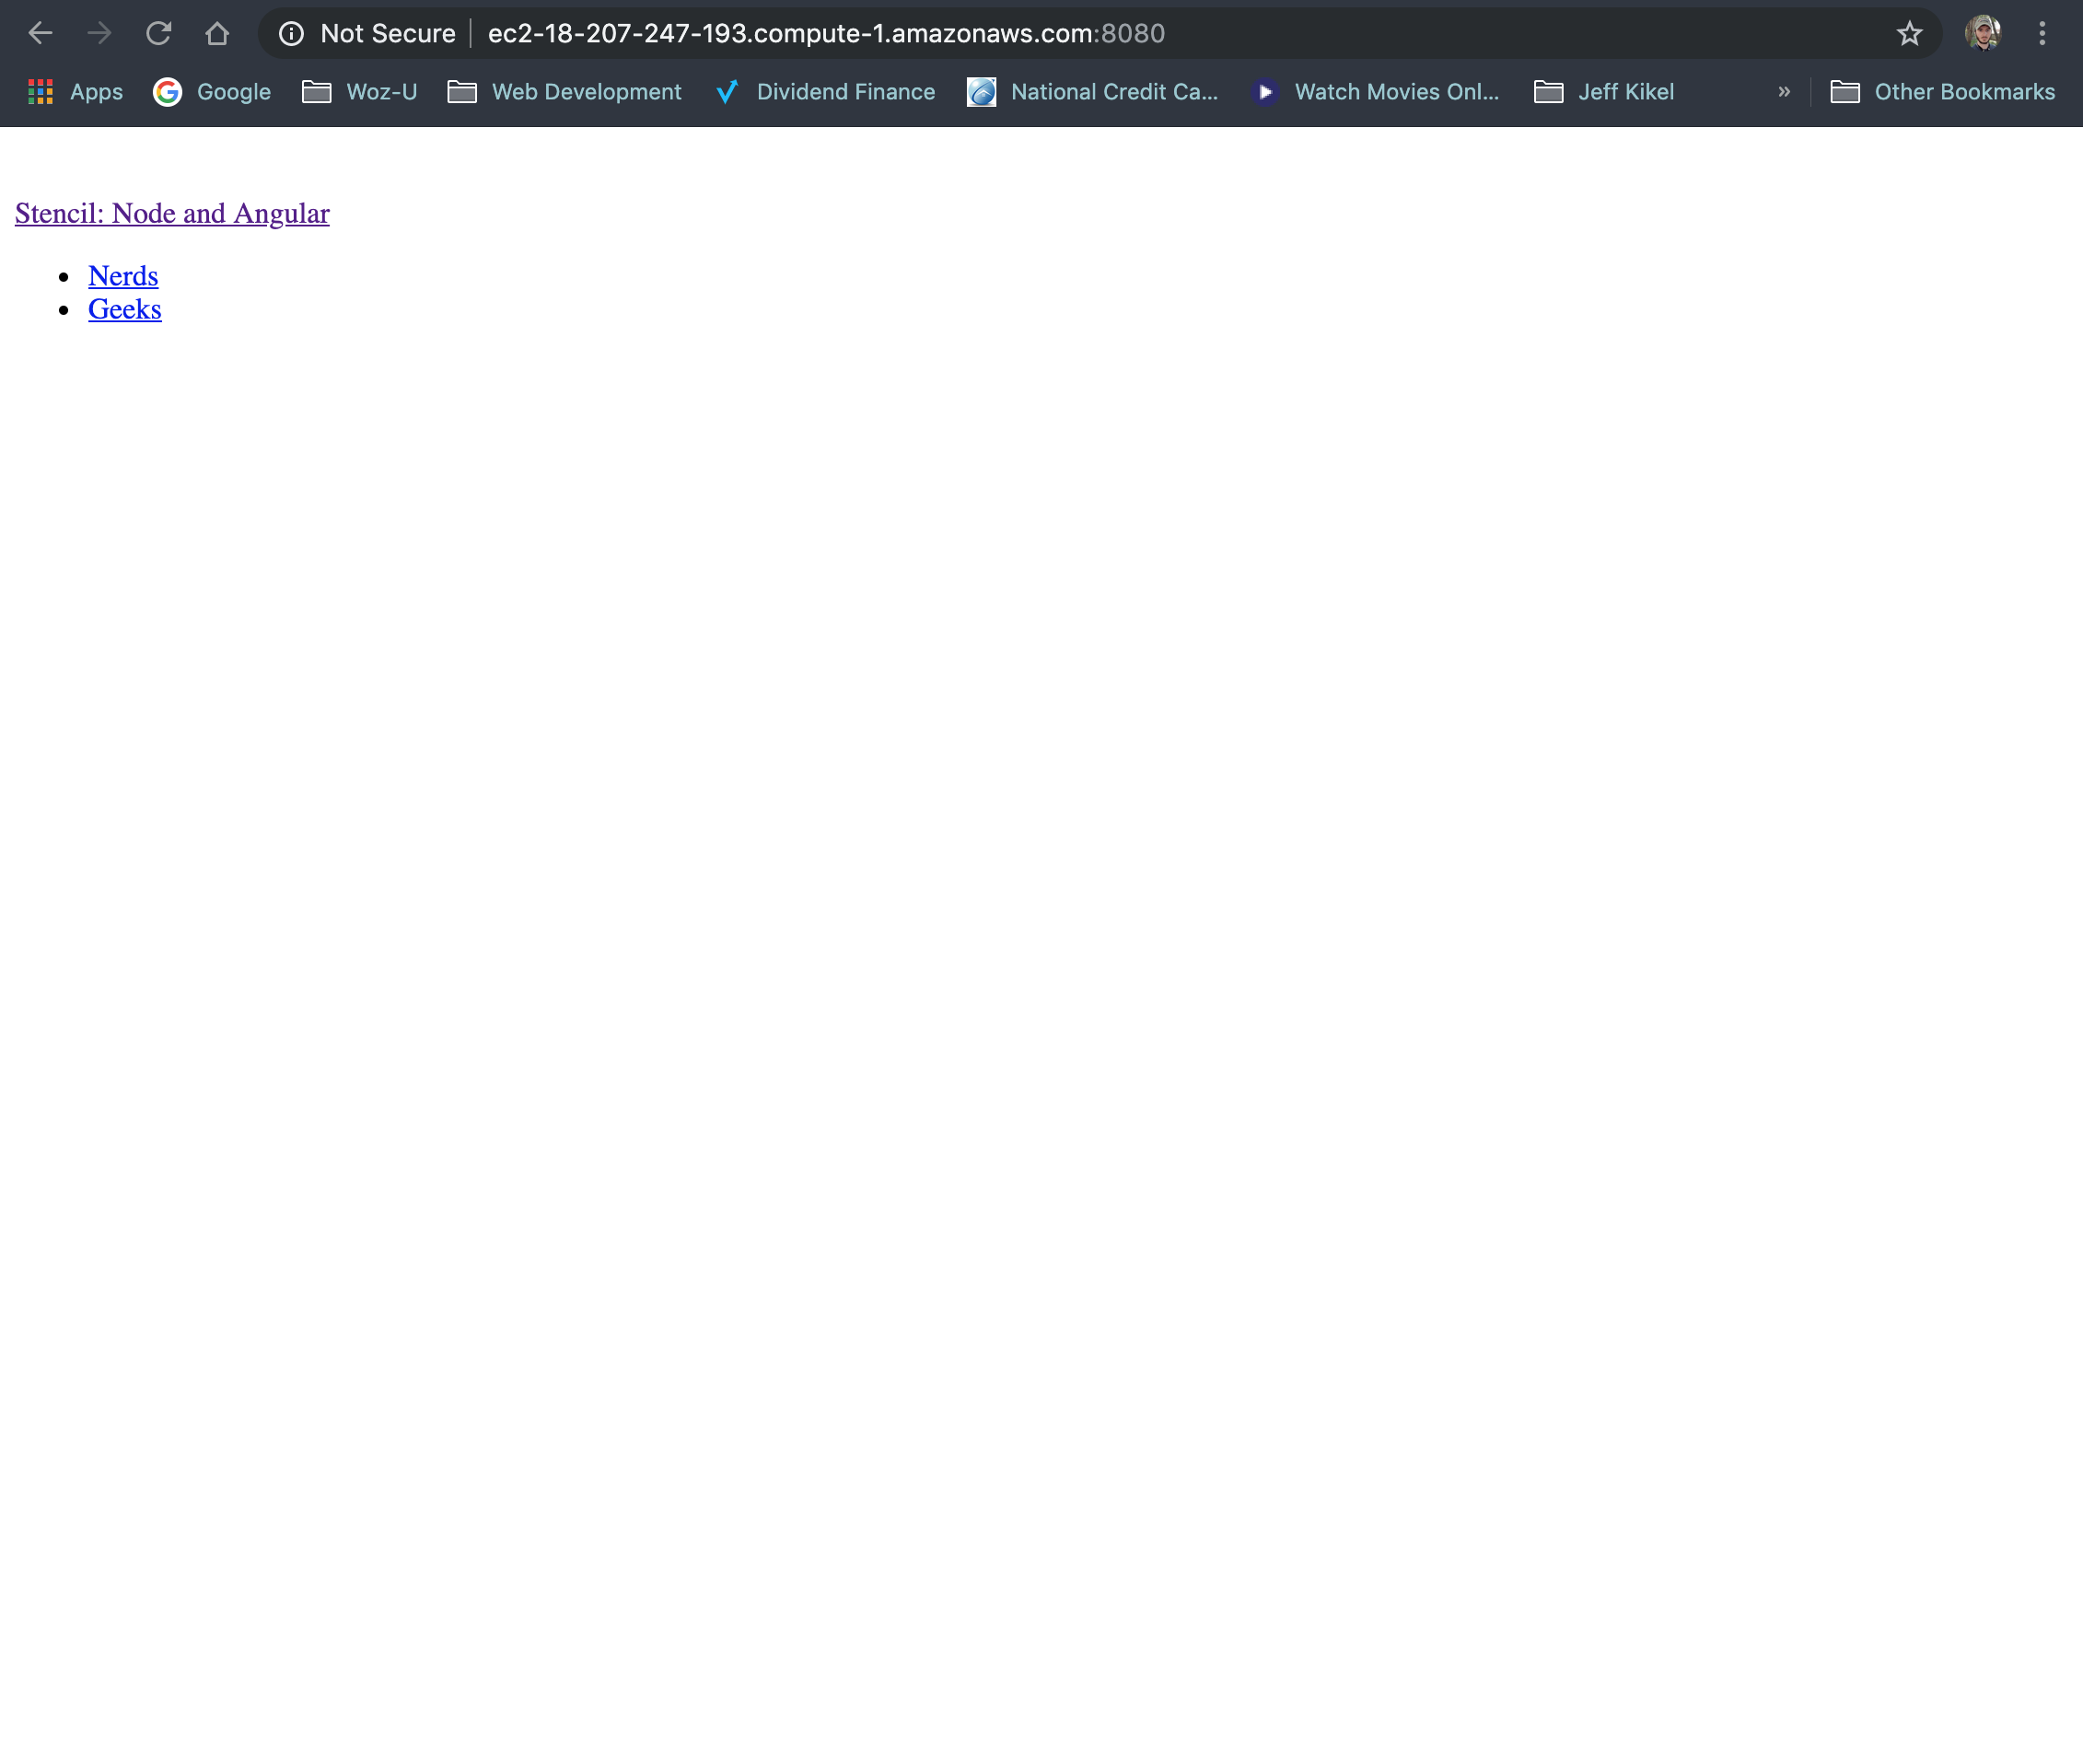 Not Secure | ec2-18-207-247-193.compute-1.amazonaws.com:8080
Apps Google Woz-U Web Development Dividend Finance National Credit Ca... Watch Movies Onl... Jeff Kikel » Other Bookmarks
Stencil: Node and Angular
• Nerds
• Geeks